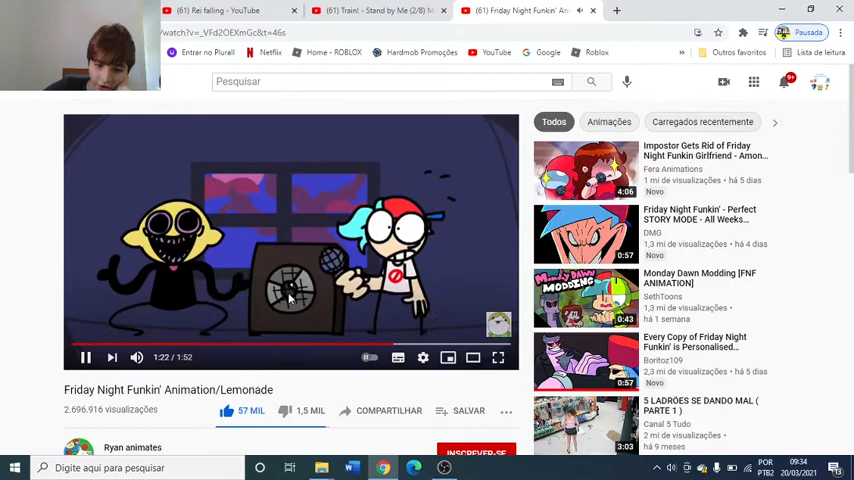 (61) Rei falling - YouTube
(61) Train! - Stand by Me (2/8) M
(61) Friday Night Funkin' An
/watch?v=_VFd2OEXmGc&t=46s
Pausada
Entrar no Purall
Netflix
Home - ROBLOX
Hardmob Promoções
YouTube
Google
Roblox
Outros favoritos
Lista de leitura
Pesquisar
9+
Todos
Animações
Carregados recentemente
Impostor Gets Rid of Friday
Night Funkin Girlfriend - Amon...
Fera Animations
1 mi de visualizações • há 5 dias
Novo
4:06
Friday Night Funkin' - Perfect
STORY MODE - All Weeks...
DMG
1,3 mi de visualizações • há 4 dias
Novo
0:57
Monday Dawn Modding [FNF
ANIMATION]
SethToons
1,3 mi de visualizações •
há 1 semana
MONDAY DAWN
MODDING
0:43
Every Copy of Friday Night
Funkin' is Personalised...
Boritoz109
2,3 mi de visualizações • há 5 dias
Novo
0:57
5 LADRÕES SE DANDO MAL (
PARTE 1 )
Canal 5 Tudo
2 mi de visualizações •
há 9 meses
3:03
1:22 / 1:52
Friday Night Funkin' Animation/Lemonade
2.696.916 visualizações
57 MIL
1,5 MIL
COMPARTILHAR
SALVAR
Ryan animates
INSCREVER-SE
Digite aqui para pesquisar
POR
PTB2
09:34
20/03/2021
13